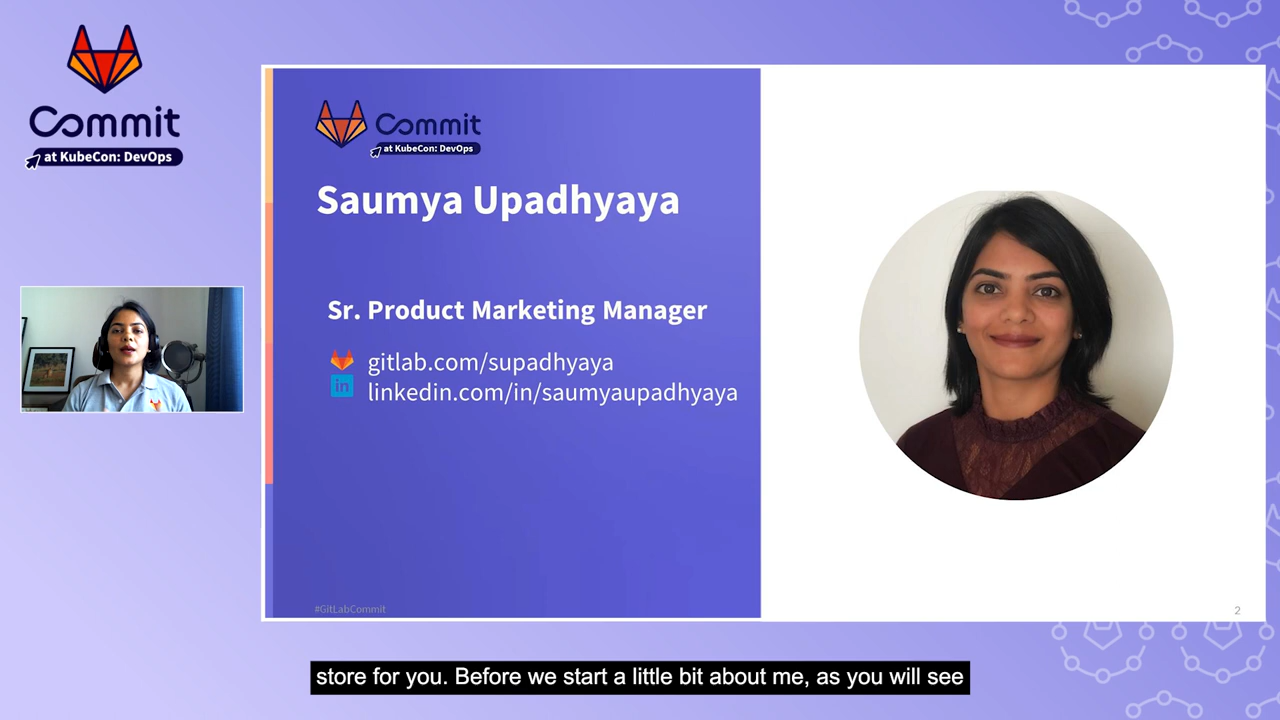 Commit
at KubeCon: DevOps
Commit
at KubeCon: DevOps
Saumya Upadhyaya
Sr. Product Marketing Manager
gitlab.com/supadhyaya
in linkedin.com/in/saumyaupadhyaya
#GitLabCommit
2
store for you. Before we start a little bit about me, as you will see